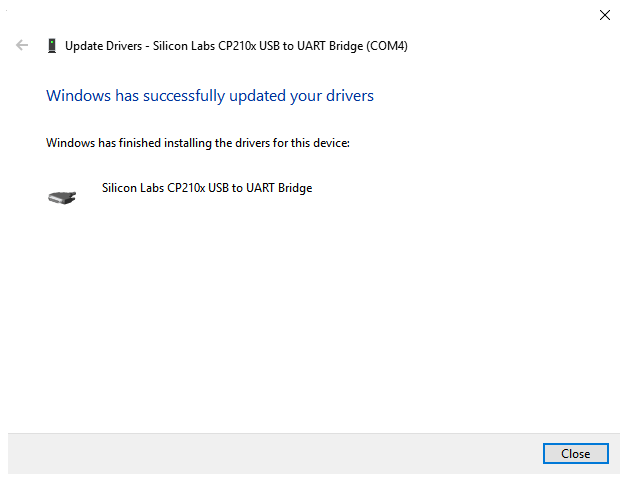 Update Drivers - Silicon Labs CP210x USB to UART Bridge (COM4)
Windows has successfully updated your drivers
Windows has finished installing the drivers for this device:
Silicon Labs CP210x USB to UART Bridge
Close